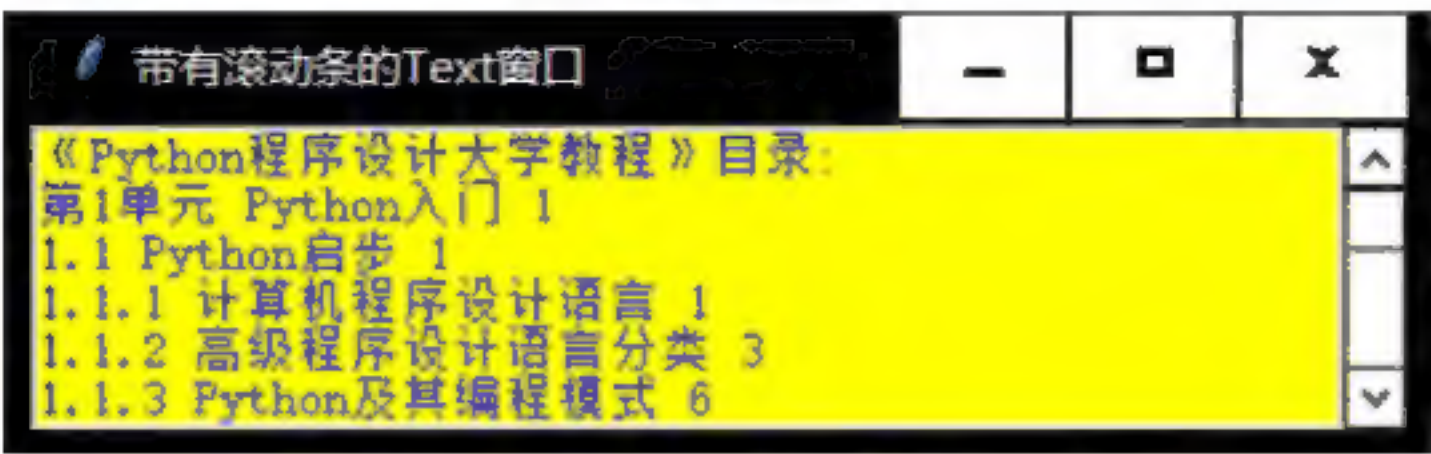 带有滚动条的Text窗口
《Python程序设计大学教程》目录:
第1单元 Python入门 1
1.1 Python启步 1
1.1.1 计算机程序设计语言 1
1.1.2 高级程序设计语言分类 3
1.1.3 Python及其编程模式 6